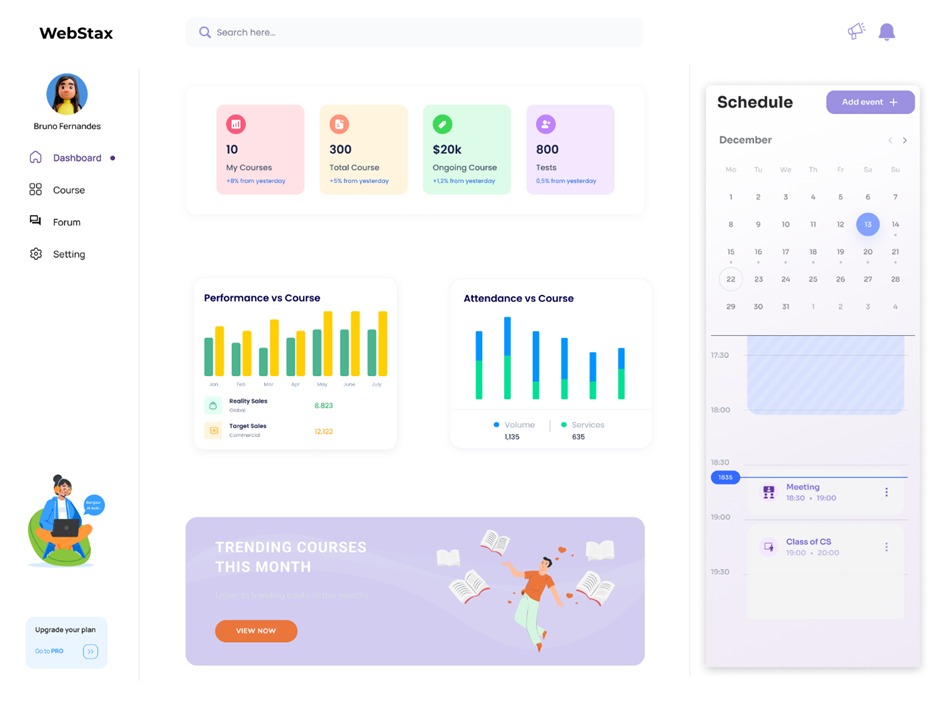 WebStax
Search here...
Bruno Fernandes
Dashboard
Course
Forum
Setting
Upgrade your plan
Go to PRO
10
My Courses
+8% from yesterday
300
Total Course
+5% from yesterday
$20k
Ongoing Course
+1,2% from yesterday
800
Tests
0,5% from yesterday
Performance vs Course
Jan Feb Mar Apr May June July
Reality Sales
Global
8.823
Target Sales
Commercial
12.122
Attendance vs Course
Volume
1,135
Services
635
TRENDING COURSES
THIS MONTH
VIEW NOW
Schedule
Add event +
December
Mo Tu We Th Fr Sa Su
1 2 3 4 5 6 7
8 9 10 11 12 13 14
15 16 17 18 19 20 21
22 23 24 25 26 27 28
29 30 31 1 2 3 4
17:30
18:00
18:30
1835
Meeting
18:30 • 19:00
19:00
Class of CS
19:00 • 20:00
19:30